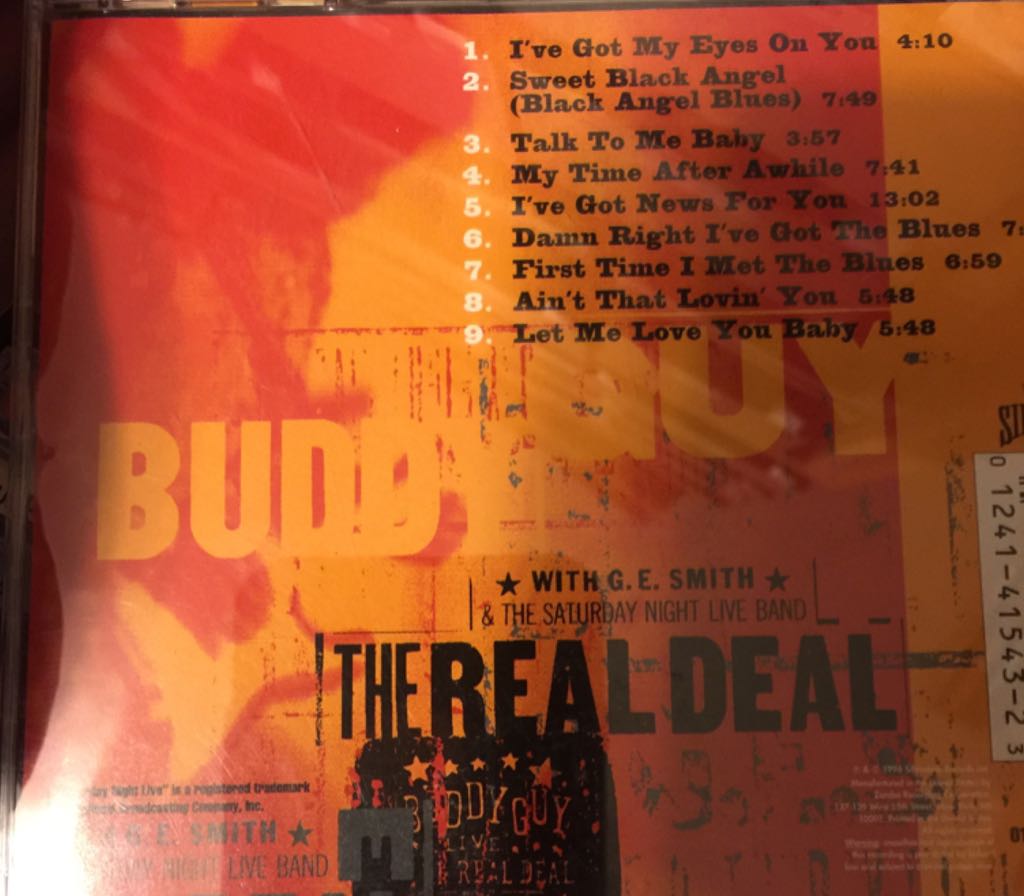 1. I've Got My Eyes On You 4:10
2. Sweet Black Angel
(Black Angel Blues) 7:49
3. Talk To Me Baby 3:57
4. My Time After Awhile 7:41
5. I've Got News For You 13:02
6. Damn Right I've Got The Blues 7:
7. First Time I Met The Blues 6:59
8. Ain't That Lovin' You 5:48
9. Let Me Love You Baby 5:48
BUDDY GUY
★ WITH G. E. SMITH ★
& THE SATURDAY NIGHT LIVE BAND
THE REAL DEAL
0 1241-41543-2 3
BUDDY GUY
LIVE
REAL DEAL
day Night Live" is a registered trademark
Broadcasting Company, Inc.
G. E. SMITH ★
NIGHT LIVE BAND